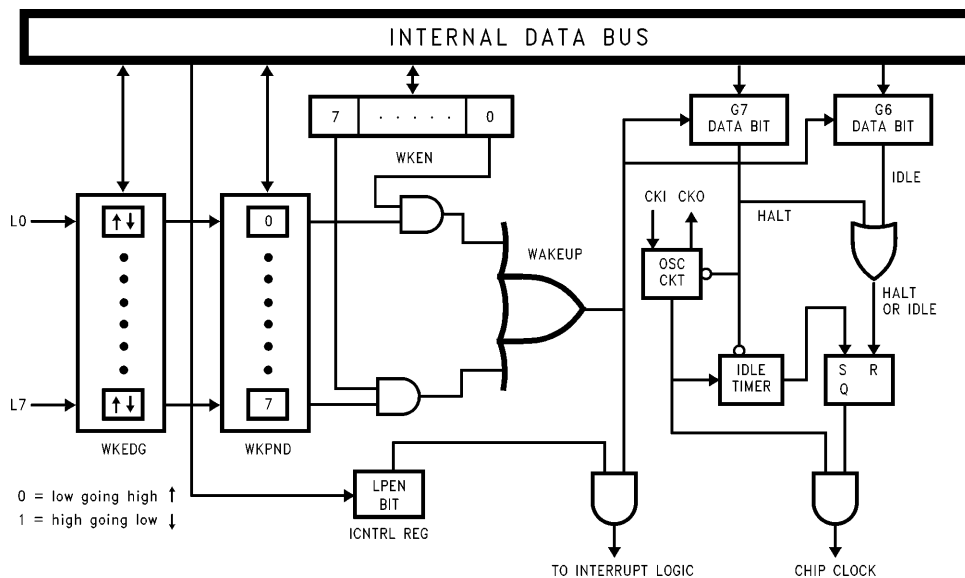 INTERNAL DATA BUS
7 . . . . . 0
WKEN
G7
DATA BIT
G6
DATA BIT
IDLE
L0
0
WAKEUP
CKI CKO
HALT
OSC
CKT
HALT
OR IDLE
IDLE
TIMER
S R
Q
L7
7
WKEDG
WKPND
LPEN
BIT
ICNTRL REG
0 = low going high ↑
1 = high going low ↓
TO INTERRUPT LOGIC
CHIP CLOCK